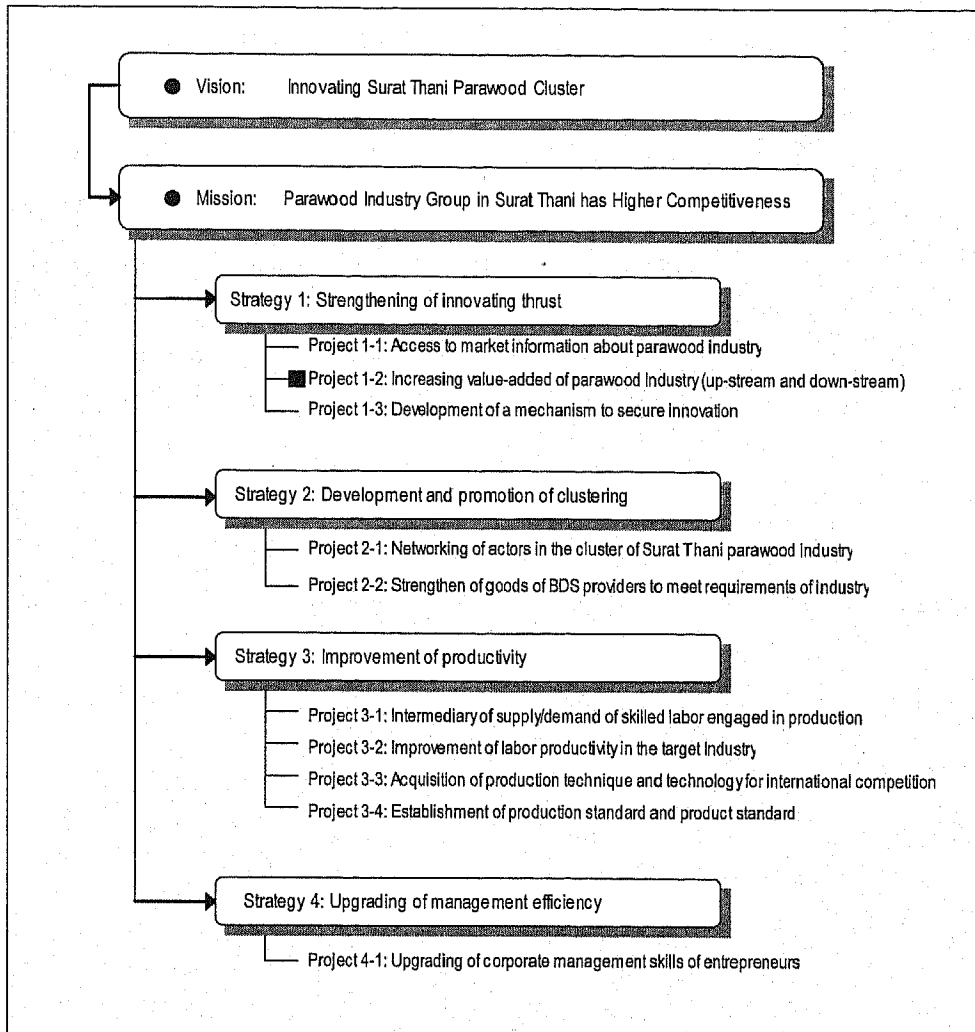 ● Vision: Innovating Surat Thani Parawood Cluster
● Mission: Parawood Industry Group in Surat Thani has Higher Competitiveness
Strategy 1: Strengthening of innovating thrust
Project 1-1: Access to market information about parawood industry
Project 1-2: Increasing value-added of parawood Industry (up-stream and down-stream)
Project 1-3: Development of a mechanism to secure innovation
Strategy 2: Development and promotion of clustering
Project 2-1: Networking of actors in the cluster of Surat Thani parawood Industry
Project 2-2: Strengthen of goods of BDS providers to meet requirements of industry
Strategy 3: Improvement of productivity
Project 3-1: Intermediary of supply/demand of skilled labor engaged in production
Project 3-2: Improvement of labor productivity in the target Industry
Project 3-3: Acquisition of production technique and technology for international competition
Project 3-4: Establishment of production standard and product standard
Strategy 4: Upgrading of management efficiency
Project 4-1: Upgrading of corporate management skills of entrepreneurs